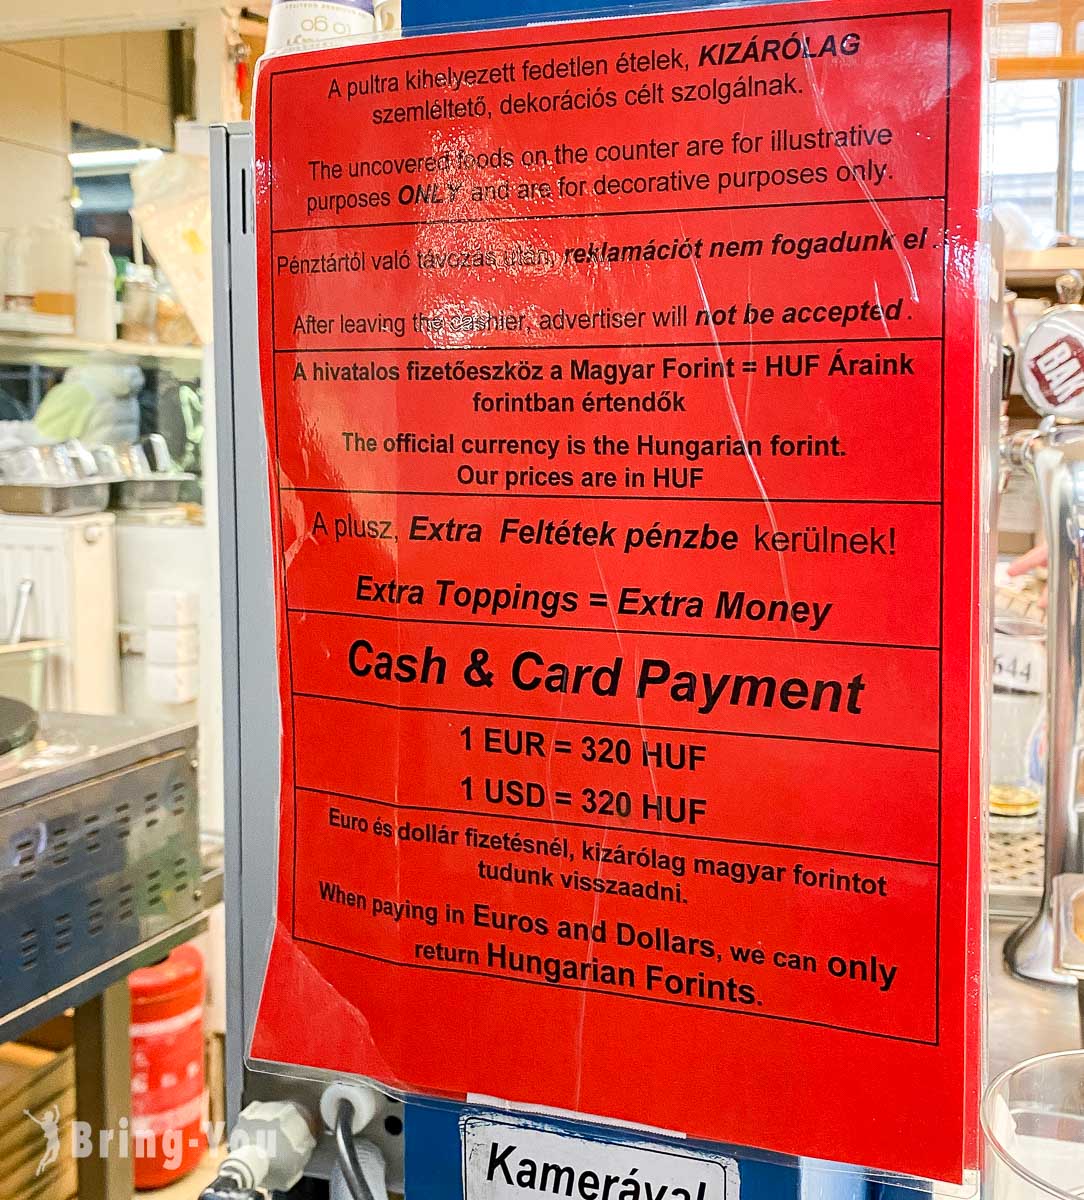 to go
A pultra kihelyezett fedetlen ételek, KIZÁRÓLAG
szemléltető, dekorációs célt szolgálnak.
The uncovered foods on the counter are for illustrative
purposes ONLY and are for decorative purposes only.
Pénztártól való távozás után, reklamációt nem fogadunk el.
After leaving the cashier, advertiser will not be accepted.
A hivatalos fizetőeszköz a Magyar Forint = HUF Áraink
forintban értendők
The official currency is the Hungarian forint.
Our prices are in HUF
A plusz, Extra Feltétek pénzbe kerülnek!
Extra Toppings = Extra Money
Cash & Card Payment
1 EUR = 320 HUF
1 USD = 320 HUF
Euro és dollár fizetésnél, kizárólag magyar forintot
tudunk visszaadni.
When paying in Euros and Dollars, we can only
return Hungarian Forints.
Kamerával
644
Bring-You